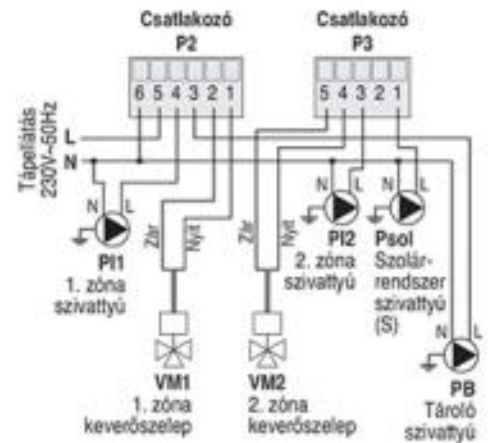 Csatlakozó Csatlakozó
P2 P3
6 5 4 3 2 1 5 4 3 2 1
Tápellátás
230V~60Hz
L
N
N L
Zár
Nyit
Zár
Nyit
N L
N L
PI1
1. zóna
szivattyú
PI2
2. zóna
szivattyú
Psol
Szolár-
rendszer
szivattyú
(S)
N L
VM1
1. zóna
keverőszelep
VM2
2. zóna
keverőszelep
PB
Tároló
szivattyú